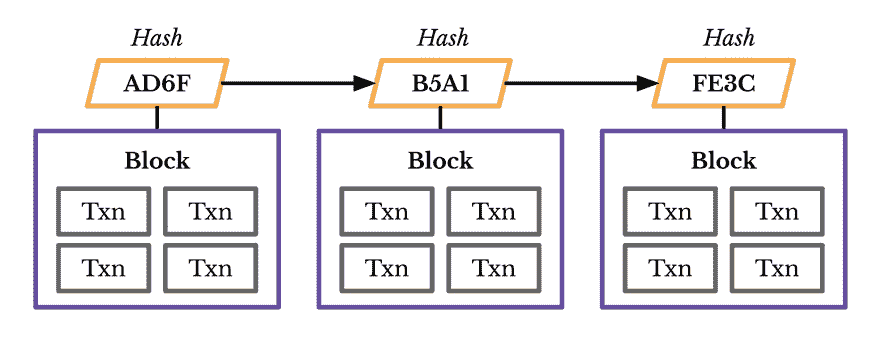 Hash Hash Hash
AD6F B5A1 FE3C
Block Block Block
Txn Txn Txn Txn Txn Txn
Txn Txn Txn Txn Txn Txn